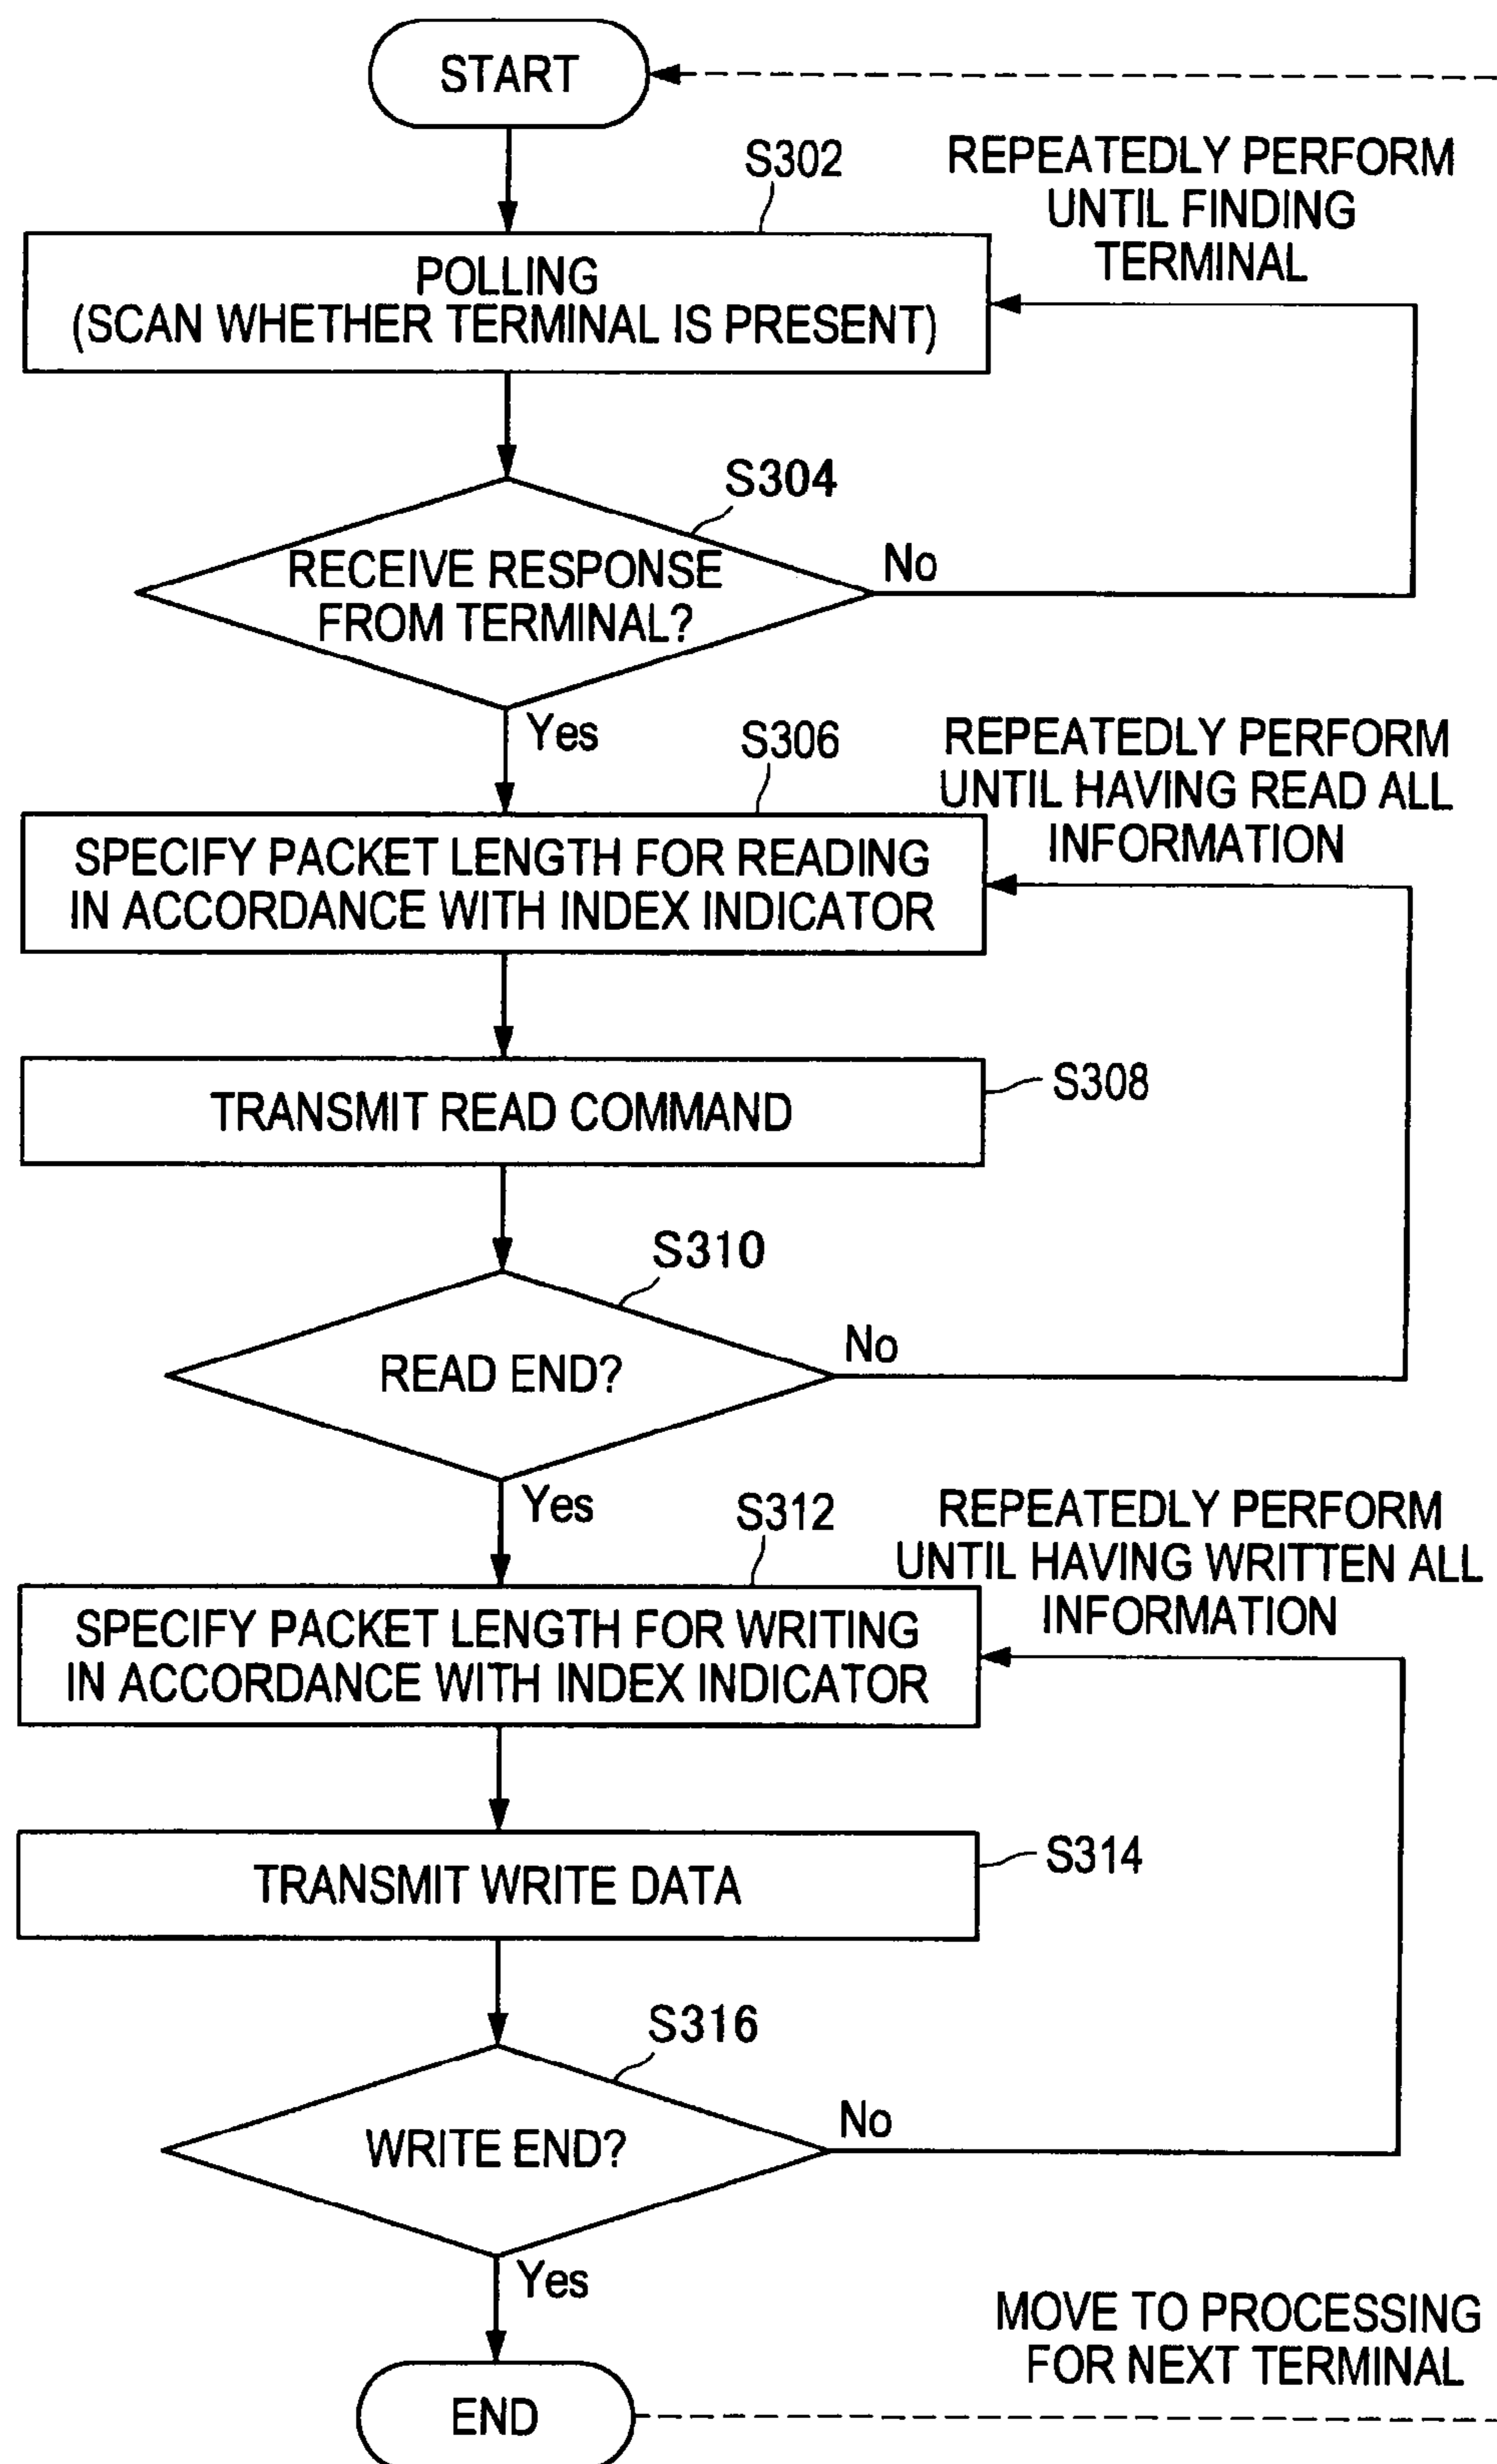 START
S302
REPEATEDLY PERFORM
UNTIL FINDING
TERMINAL
POLLING
(SCAN WHETHER TERMINAL IS PRESENT)
S304
RECEIVE RESPONSE
FROM TERMINAL?
No
Yes
S306
REPEATEDLY PERFORM
UNTIL HAVING READ ALL
INFORMATION
SPECIFY PACKET LENGTH FOR READING
IN ACCORDANCE WITH INDEX INDICATOR
TRANSMIT READ COMMAND
S308
S310
READ END?
No
Yes
S312
REPEATEDLY PERFORM
UNTIL HAVING WRITTEN ALL
INFORMATION
SPECIFY PACKET LENGTH FOR WRITING
IN ACCORDANCE WITH INDEX INDICATOR
TRANSMIT WRITE DATA
S314
S316
WRITE END?
No
Yes
MOVE TO PROCESSING
FOR NEXT TERMINAL
END